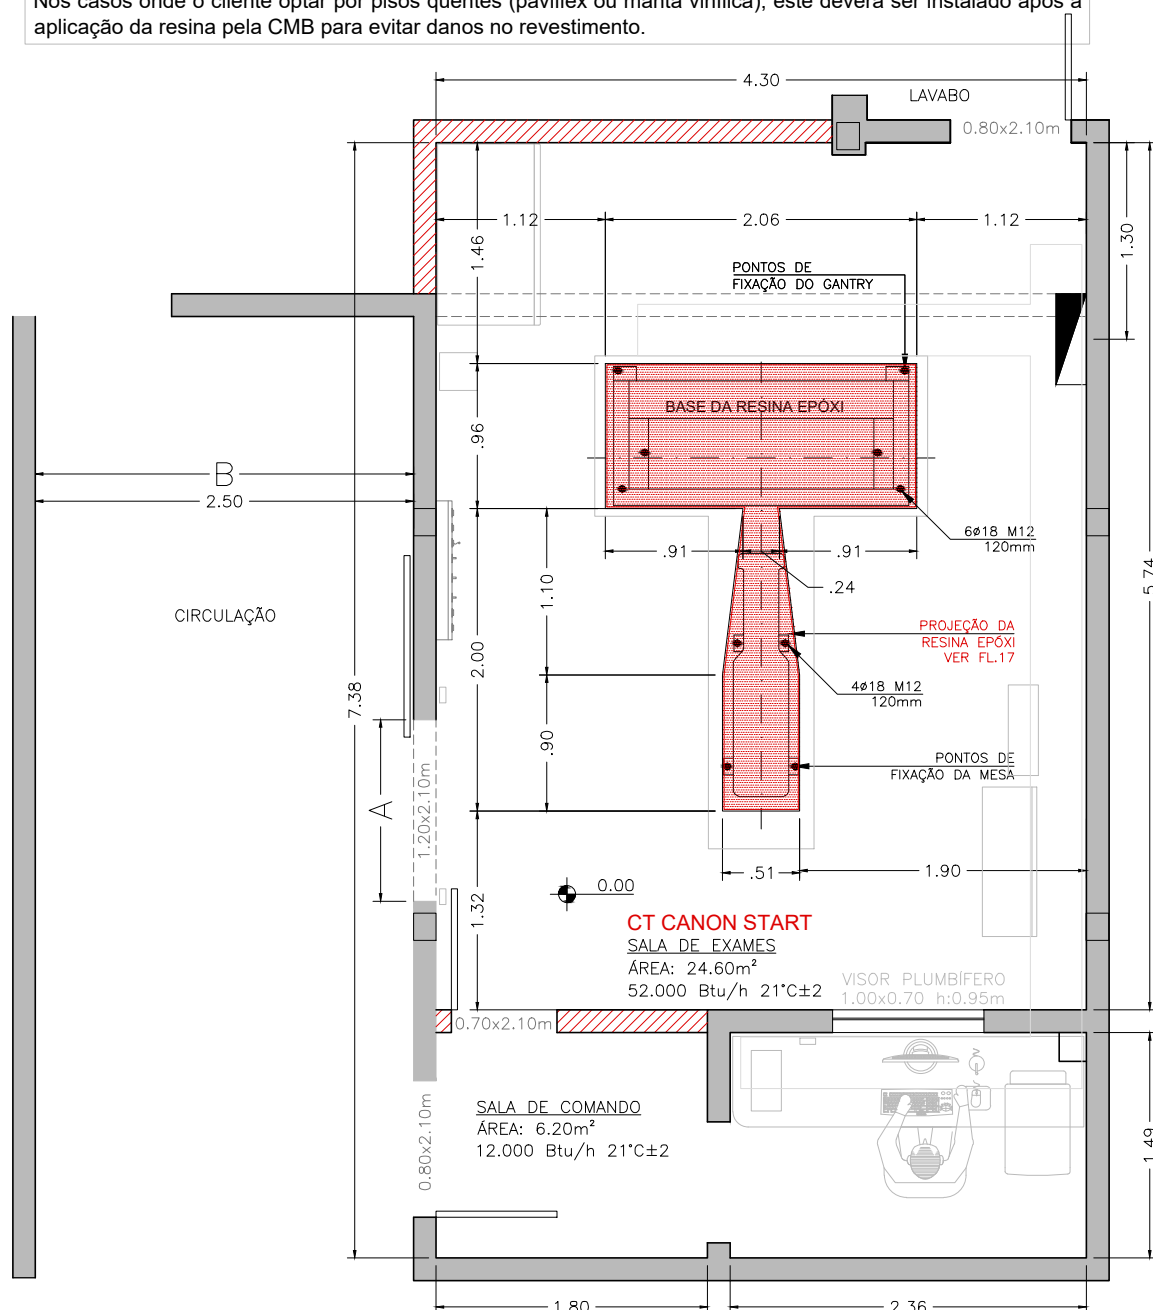 Nos casos onde o cliente optar por pisos quentes (paviflex ou manta vinílica), este deverá ser instalado após a
aplicação da resina pela CMB para evitar danos no revestimento.
4.30
LAVABO
0.80x2.10m
1.12
2.06
1.12
1.46
1.30
PONTOS DE
FIXAÇÃO DO GANTRY
BASE DA RESINA EPÓXI
.96
B
2.50
6ø18 M12
120mm
.91
.91
.24
1.10
5.74
CIRCULAÇÃO
PROJEÇÃO DA
RESINA EPÓXI
VER FL.17
2.00
7.38
4ø18 M12
120mm
.90
PONTOS DE
FIXAÇÃO DA MESA
A
1.20x2.10m
.51
1.90
0.00
1.32
CT CANON START
SALA DE EXAMES
ÁREA: 24.60m²
52.000 Btu/h 21°C±2
VISOR PLUMBÍFERO
1.00x0.70 h:0.95m
0.70x2.10m
SALA DE COMANDO
ÁREA: 6.20m²
12.000 Btu/h 21°C±2
0.80x2.10m
1.49
1.80
2.36